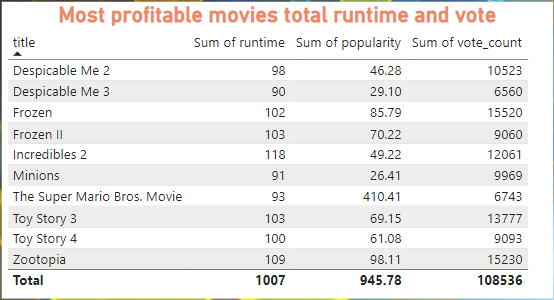 Most profitable movies total runtime and vote
title Sum of runtime Sum of popularity Sum of vote_count
Despicable Me 2 98 46.28 10523
Despicable Me 3 90 29.10 6560
Frozen 102 85.79 15520
Frozen II 103 70.22 9060
Incredibles 2 118 49.22 12061
Minions 91 26.41 9969
The Super Mario Bros. Movie 93 410.41 6743
Toy Story 3 103 69.15 13777
Toy Story 4 100 61.08 9093
Zootopia 109 98.11 15230
Total 1007 945.78 108536